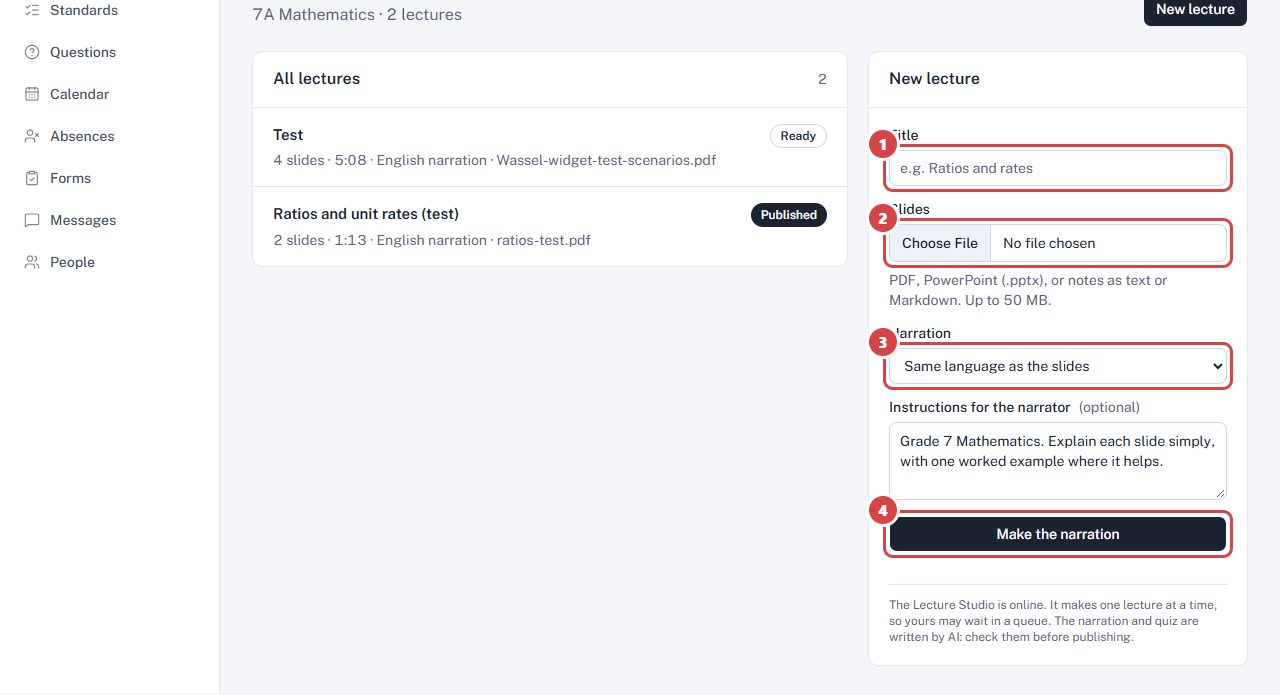 Standards
Questions
Calendar
Absences
Forms
Messages
People
7A Mathematics · 2 lectures
New lecture
All lectures
2
Test
Ready
4 slides · 5:08 · English narration · Wassel-widget-test-scenarios.pdf
Ratios and unit rates (test)
Published
2 slides · 1:13 · English narration · ratios-test.pdf
New lecture
1
Title
e.g. Ratios and rates
2
Slides
Choose File
No file chosen
PDF, PowerPoint (.pptx), or notes as text or
Markdown. Up to 50 MB.
3
Narration
Same language as the slides
Instructions for the narrator (optional)
Grade 7 Mathematics. Explain each slide simply,
with one worked example where it helps.
4
Make the narration
The Lecture Studio is online. It makes one lecture at a time,
so yours may wait in a queue. The narration and quiz are
written by AI: check them before publishing.